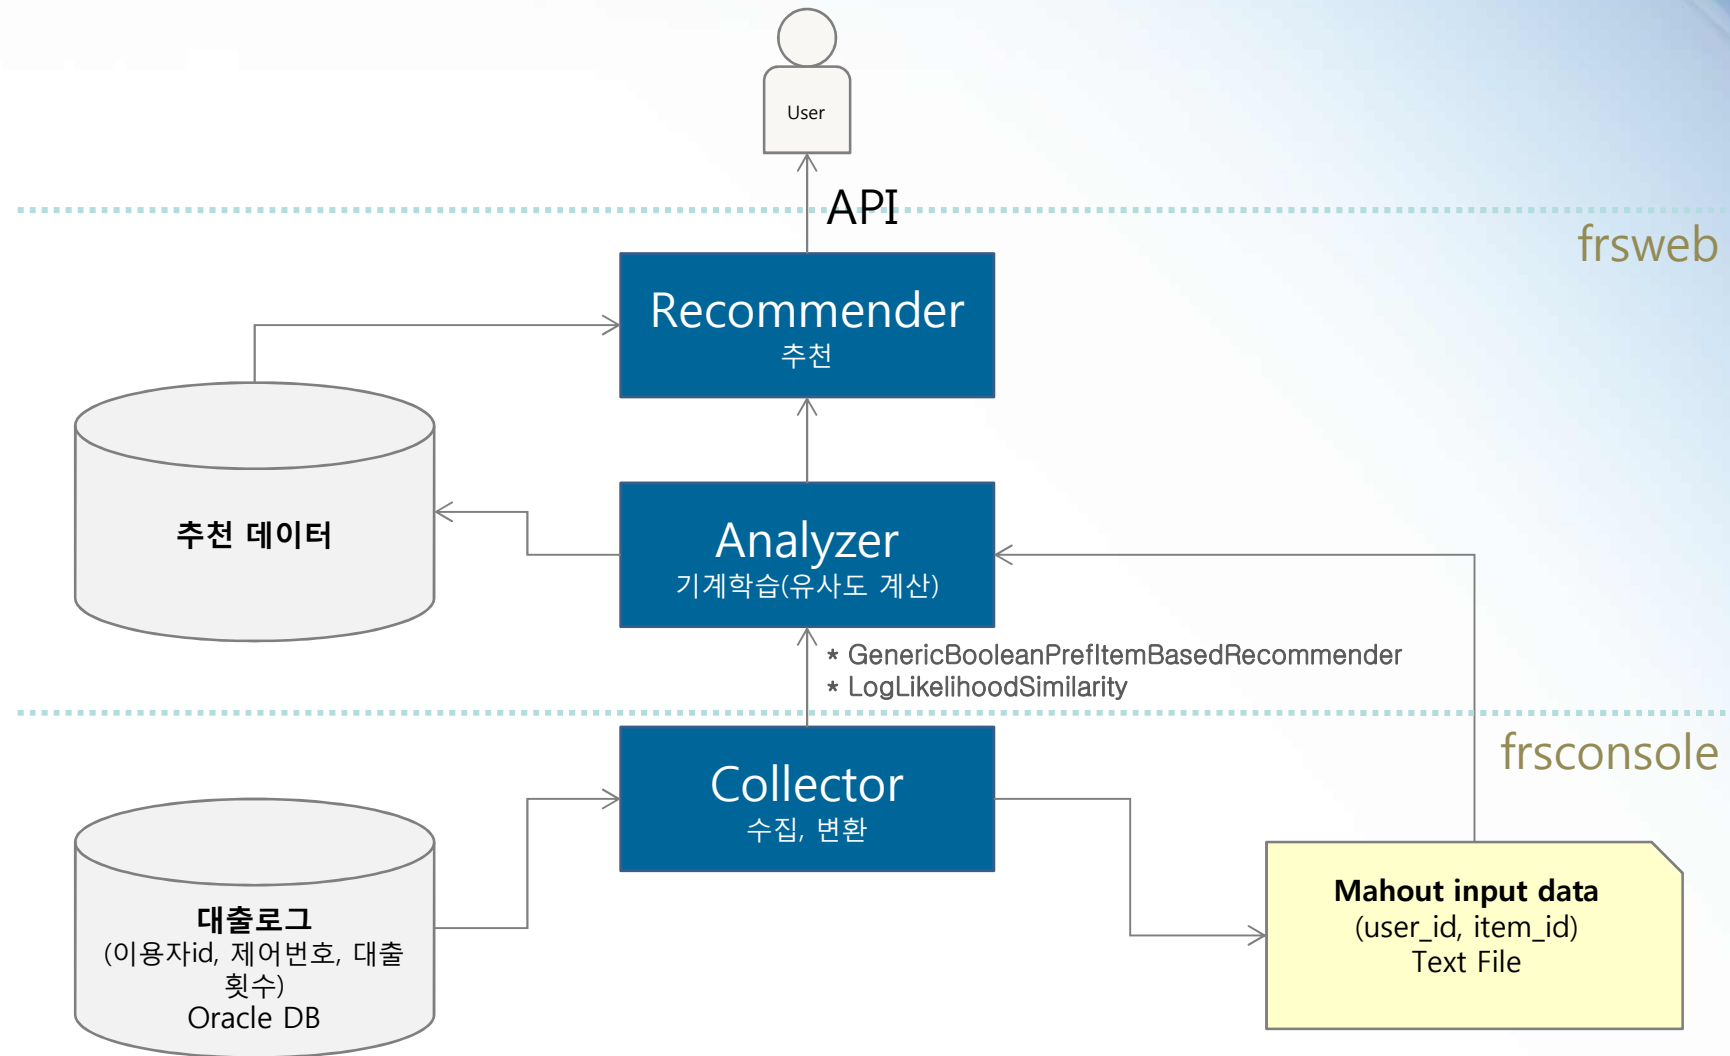 User
API
frsweb
Recommender
추천
추천 데이터
Analyzer
기계학습(유사도 계산)
* GenericBooleanPrefItemBasedRecommender
* LogLikelihoodSimilarity
frsconsole
Collector
수집, 변환
대출로그
(이용자id, 제어번호, 대출
횟수)
Oracle DB
Mahout input data
(user_id, item_id)
Text File